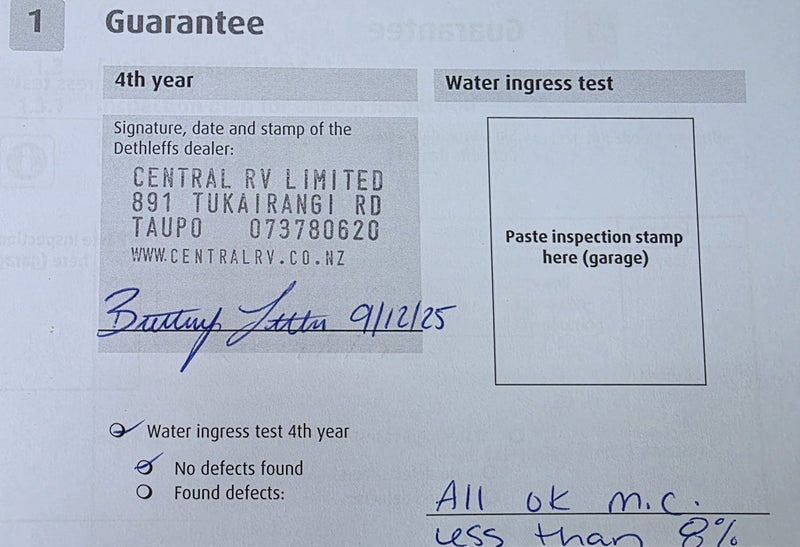 1 Guarantee
4th year
Signature, date and stamp of the
Dethleffs dealer:
CENTRAL RV LIMITED
891 TUKAIRANGI RD
TAUPO 073780620
WWW.CENTRALRV.CO.NZ
9/12/25
Water ingress test
Paste inspection stamp
here (garage)
Water ingress test 4th year
No defects found
Found defects:
All ok m.c.
less than 8%